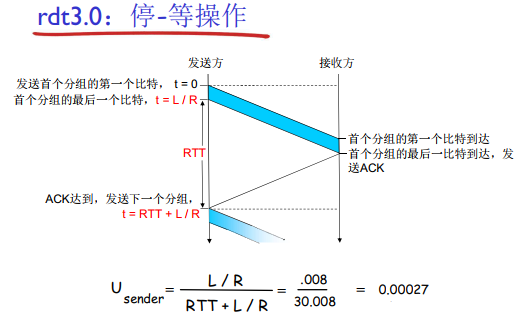 rdt3.0：停-等操作
发送方
接收方
发送首个分组的第一个比特， t = 0
首个分组的最后一个比特，t = L / R
RTT
首个分组的第一个比特到达
首个分组的最后一比特到达，发
送ACK
ACK达到，发送下一个分组，
t = RTT + L / R
U sender = L / R / RTT + L / R = .008 / 30.008 = 0.00027